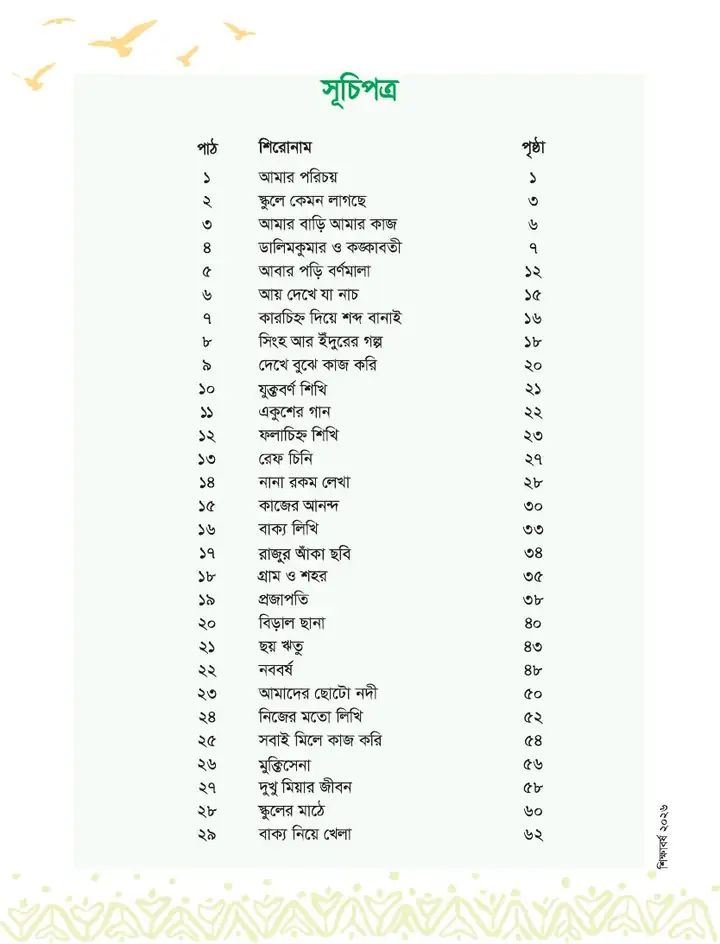 সূচিপত্র
পাঠ শিরোনাম পৃষ্ঠা
১ আমার পরিচয় ১
২ স্কুলে কেমন লাগছে ৩
৩ আমার বাড়ি আমার কাজ ৬
৪ ডালিমকুমার ও কঙ্কাবতী ৭
৫ আবার পড়ি বর্ণমালা ১২
৬ আয় দেখে যা নাচ ১৫
৭ কারচিহ্ন দিয়ে শব্দ বানাই ১৬
৮ সিংহ আর ইঁদুরের গল্প ১৮
৯ দেখে বুঝে কাজ করি ২০
১০ যুক্তবর্ণ শিখি ২১
১১ একুশের গান ২২
১২ ফলাচিহ্ন শিখি ২৩
১৩ রেফ চিনি ২৭
১৪ নানা রকম লেখা ২৮
১৫ কাজের আনন্দ ৩০
১৬ বাক্য লিখি ৩৩
১৭ রাজুর আঁকা ছবি ৩৪
১৮ গ্রাম ও শহর ৩৫
১৯ প্রজাপতি ৩৮
২০ বিড়াল ছানা ৪০
২১ ছয় ঋতু ৪৩
২২ নববর্ষ ৪৮
২৩ আমাদের ছোটো নদী ৫০
২৪ নিজের মতো লিখি ৫২
২৫ সবাই মিলে কাজ করি ৫৪
২৬ মুক্তিসেনা ৫৬
২৭ দুখু মিয়ার জীবন ৫৮
২৮ স্কুলের মাঠে ৬০
২৯ বাক্য নিয়ে খেলা ৬২
শিক্ষাবর্ষ ২০২৬